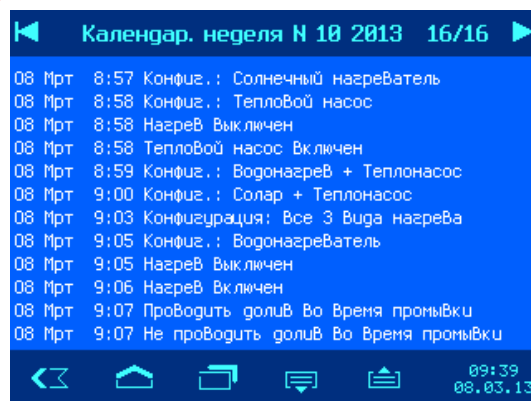 Календар. неделя N 10 2013 16/16
08 Мрт 8:57 Конфиг.: Солнечный нагреватель
08 Мрт 8:58 Конфиг.: Тепловой насос
08 Мрт 8:58 Нагрев Выключен
08 Мрт 8:58 Тепловой насос Включен
08 Мрт 8:59 Конфиг.: Водонагрев + Теплонасос
08 Мрт 9:00 Конфиг.: Солар + Теплонасос
08 Мрт 9:03 Конфигурация: Все 3 Вида нагрева
08 Мрт 9:05 Конфиг.: Водонагреватель
08 Мрт 9:05 Нагрев Выключен
08 Мрт 9:06 Нагрев Включен
08 Мрт 9:07 Проводить долив Во Время промывки
08 Мрт 9:07 Не проводить долив Во Время промывки
09:39
08.03.13